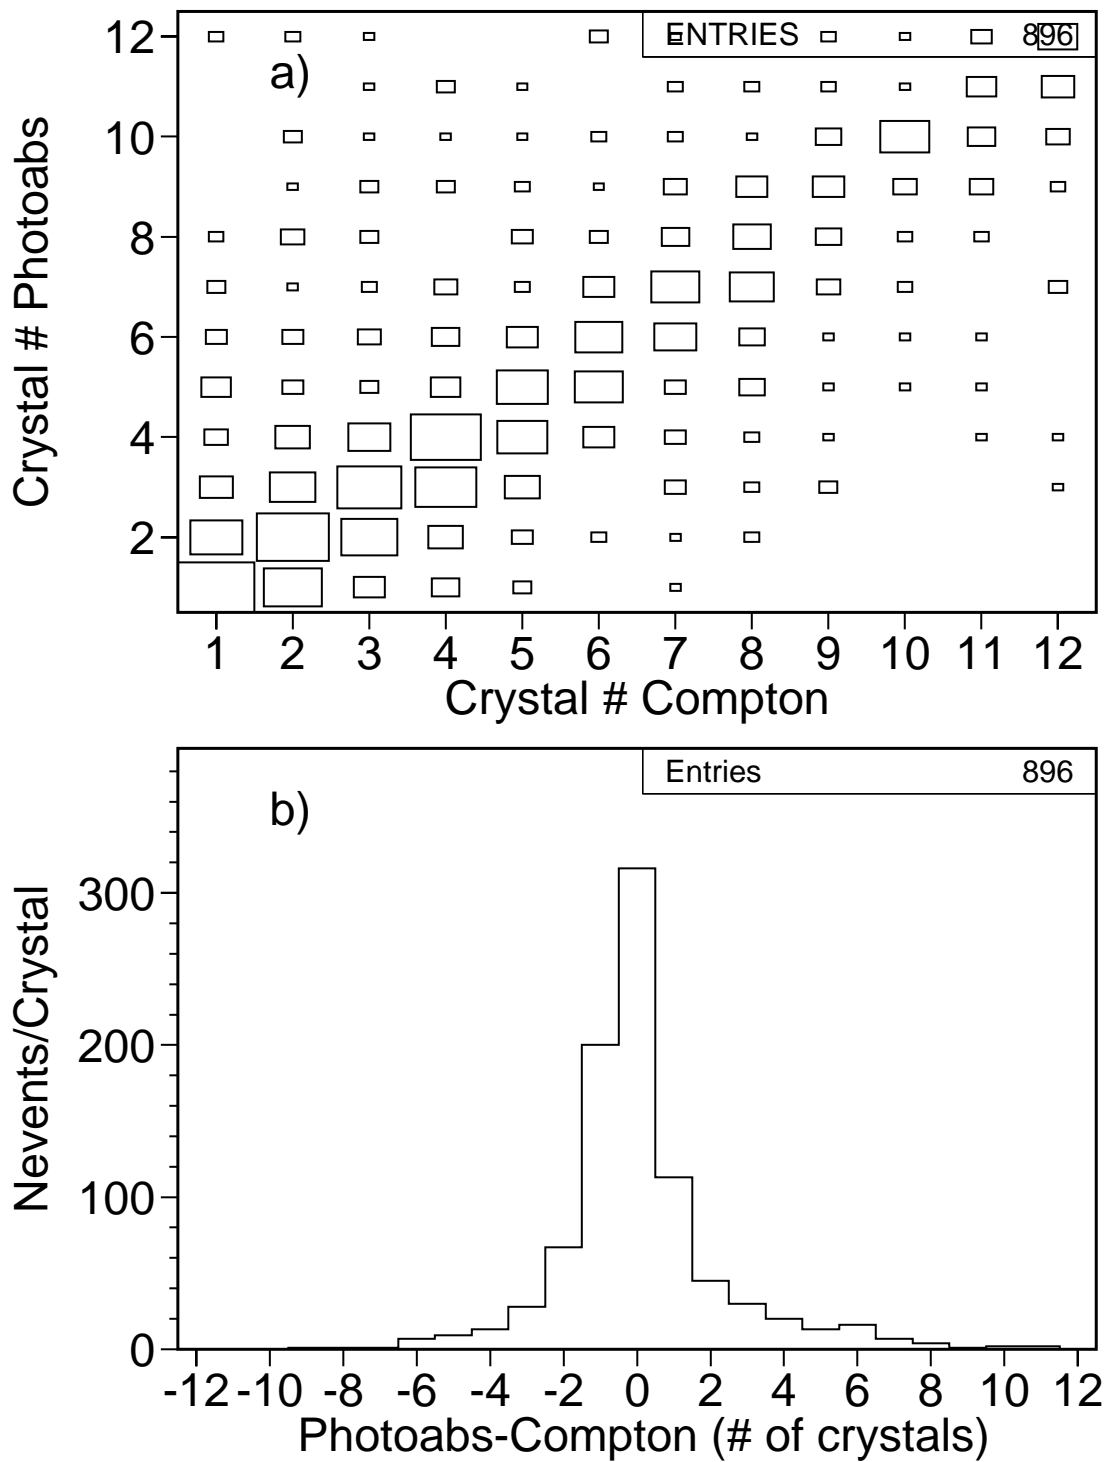 ENTRIES 896
a)
12
10
8
6
4
2
Crystal # Photoabs
1 2 3 4 5 6 7 8 9 10 11 12
Crystal # Compton
Entries 896
b)
300
200
100
0
Nevents/Crystal
-12 -10 -8 -6 -4 -2 0 2 4 6 8 10 12
Photoabs-Compton (# of crystals)